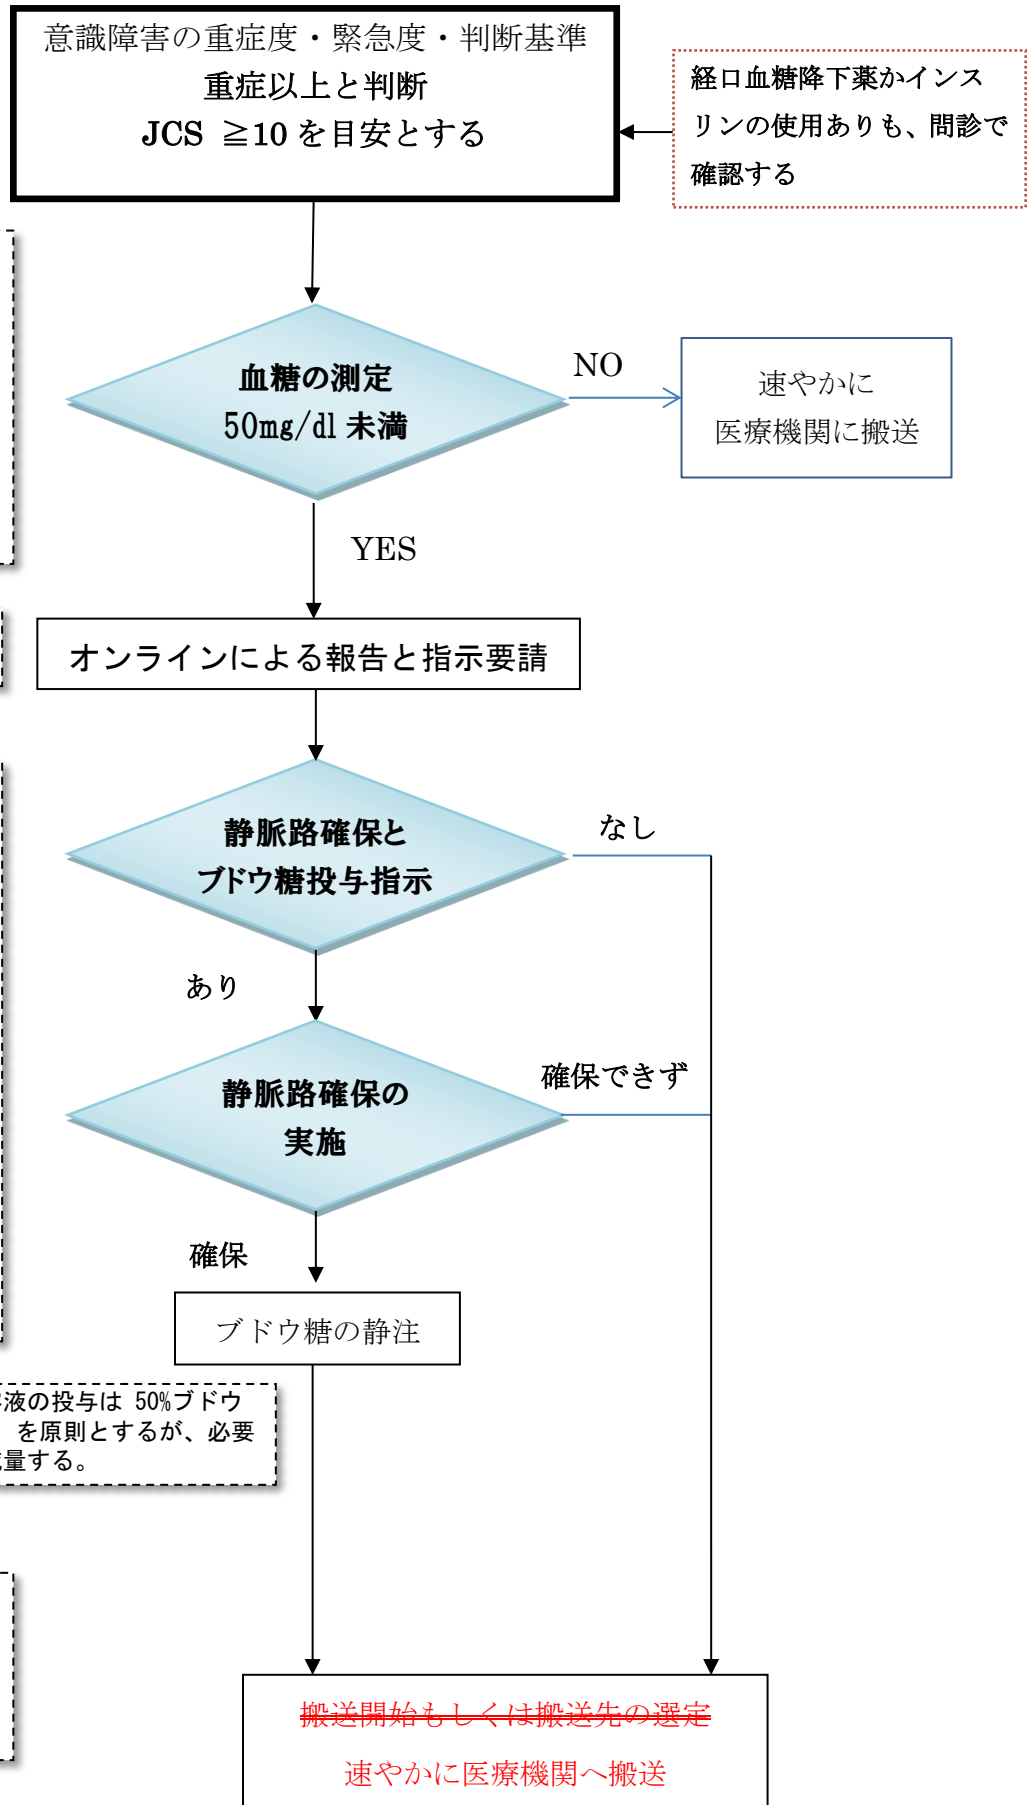 意識障害の重症度・緊急度・判断基準
重症以上と判断
JCS ≧10 を目安とする
経口血糖降下薬かインス
リンの使用ありも、問診で
確認する
血糖の測定
50mg/dl 未満
NO
速やかに
医療機関に搬送
YES
オンラインによる報告と指示要請
静脈路確保と
ブドウ糖投与指示
なし
あり
静脈路確保の
実施
確保できず
確保
ブドウ糖の静注
液の投与は 50%ブドウ
を原則とするが、必要
量する。
搬送開始もしくは搬送先の選定
速やかに医療機関へ搬送